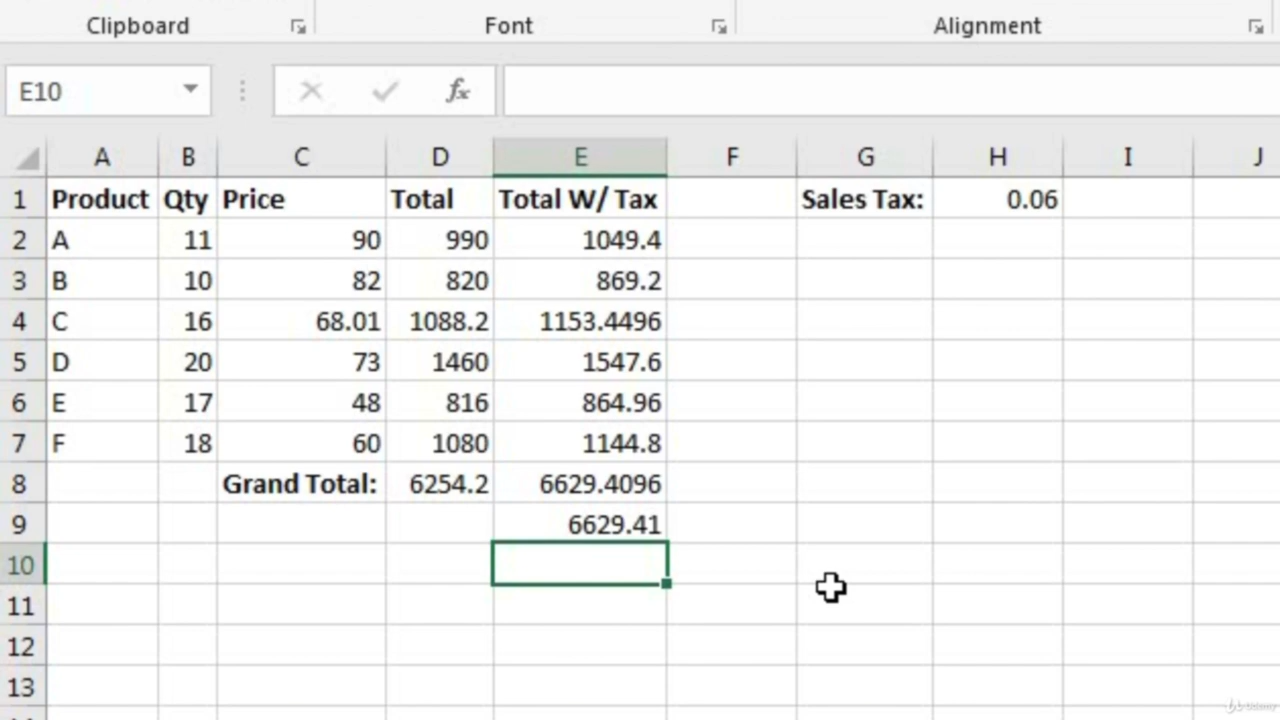 Clipboard Font Alignment
E10 fx
A B C D E F G H I J
1 Product Qty Price Total Total W/ Tax Sales Tax: 0.06
2 A 11 90 990 1049.4
3 B 10 82 820 869.2
4 C 16 68.01 1088.2 1153.4496
5 D 20 73 1460 1547.6
6 E 17 48 816 864.96
7 F 18 60 1080 1144.8
8 Grand Total: 6254.2 6629.4096
9 6629.41
10
11
12
13
Udemy